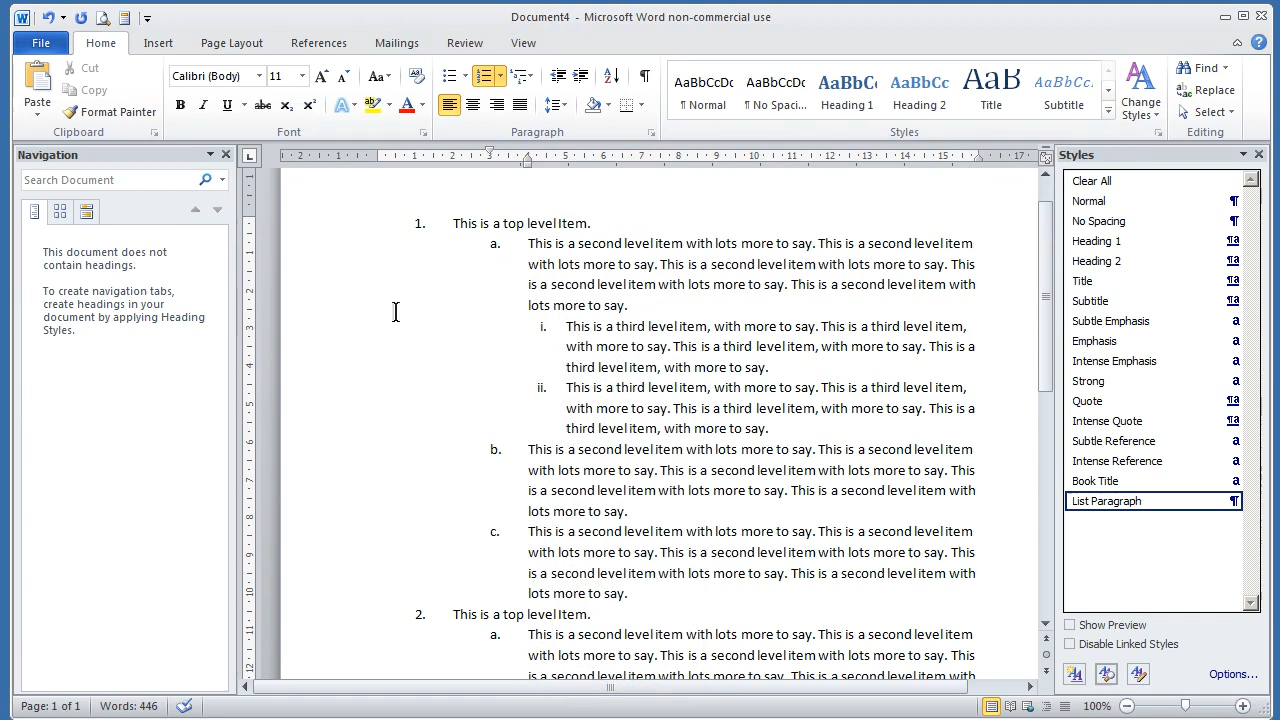 Document4 - Microsoft Word non-commercial use
File Home Insert Page Layout References Mailings Review View
Paste
Cut
Copy
Format Painter
Clipboard
Calibri (Body) 11
Font
Paragraph
AaBbCcDc AaBbCcDc AaBbCc AaBbCc AaB AaBbCc.
¶ Normal ¶ No Spaci... Heading 1 Heading 2 Title Subtitle
Change
Styles
Styles
Find
Replace
Select
Editing
Navigation
Search Document
This document does not
contain headings.
To create navigation tabs,
create headings in your
document by applying Heading
Styles.
2 1 1 2 3 5 6 7 8 9 10 11 12 13 14 15 17
1. This is a top level Item.
a. This is a second level item with lots more to say. This is a second level item
with lots more to say. This is a second level item with lots more to say. This
is a second level item with lots more to say. This is a second level item with
lots more to say.
i. This is a third level item, with more to say. This is a third level item,
with more to say. This is a third level item, with more to say. This is a
third level item, with more to say.
ii. This is a third level item, with more to say. This is a third level item,
with more to say. This is a third level item, with more to say. This is a
third level item, with more to say.
b. This is a second level item with lots more to say. This is a second level item
with lots more to say. This is a second level item with lots more to say. This
is a second level item with lots more to say. This is a second level item with
lots more to say.
c. This is a second level item with lots more to say. This is a second level item
with lots more to say. This is a second level item with lots more to say. This
is a second level item with lots more to say. This is a second level item with
lots more to say.
2. This is a top level Item.
a. This is a second level item with lots more to say. This is a second level item
with lots more to say. This is a second level item with lots more to say. This
Styles
Clear All
Normal ¶
No Spacing ¶
Heading 1 ¶a
Heading 2 ¶a
Title ¶a
Subtitle ¶a
Subtle Emphasis a
Emphasis a
Intense Emphasis a
Strong a
Quote ¶a
Intense Quote ¶a
Subtle Reference a
Intense Reference a
Book Title a
List Paragraph ¶
Show Preview
Disable Linked Styles
Options...
Page: 1 of 1 Words: 446 100%